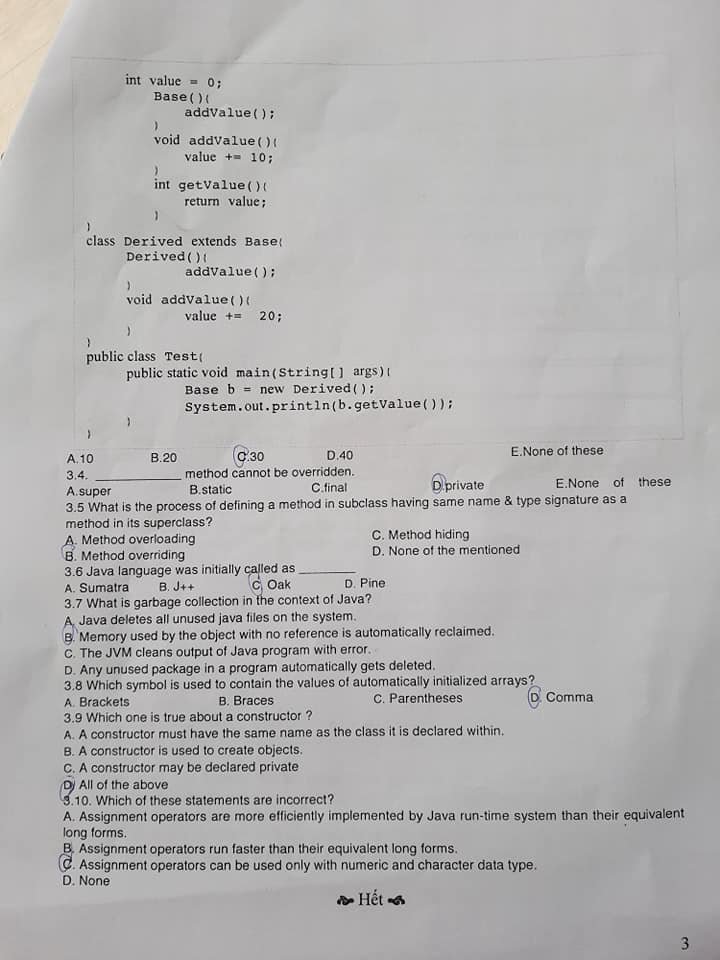 int value = 0;
Base(){
addValue();
}
void addValue(){
value += 10;
}
int getValue(){
return value;
}
}
class Derived extends Base{
Derived(){
addValue();
}
void addValue(){
value += 20;
}
}
public class Test{
public static void main(String[] args){
Base b = new Derived();
System.out.println(b.getValue());
}
}
A.10 B.20 C.30 D.40 E.None of these
3.4. ____________ method cannot be overridden.
A.super B.static C.final D.private E.None of these
3.5 What is the process of defining a method in subclass having same name & type signature as a
method in its superclass?
A. Method overloading C. Method hiding
B. Method overriding D. None of the mentioned
3.6 Java language was initially called as ________
A. Sumatra B. J++ C. Oak D. Pine
3.7 What is garbage collection in the context of Java?
A. Java deletes all unused java files on the system.
B. Memory used by the object with no reference is automatically reclaimed.
C. The JVM cleans output of Java program with error.
D. Any unused package in a program automatically gets deleted.
3.8 Which symbol is used to contain the values of automatically initialized arrays?
A. Brackets B. Braces C. Parentheses D. Comma
3.9 Which one is true about a constructor ?
A. A constructor must have the same name as the class it is declared within.
B. A constructor is used to create objects.
C. A constructor may be declared private
D. All of the above
3.10. Which of these statements are incorrect?
A. Assignment operators are more efficiently implemented by Java run-time system than their equivalent
long forms.
B. Assignment operators run faster than their equivalent long forms.
C. Assignment operators can be used only with numeric and character data type.
D. None
Hết
3